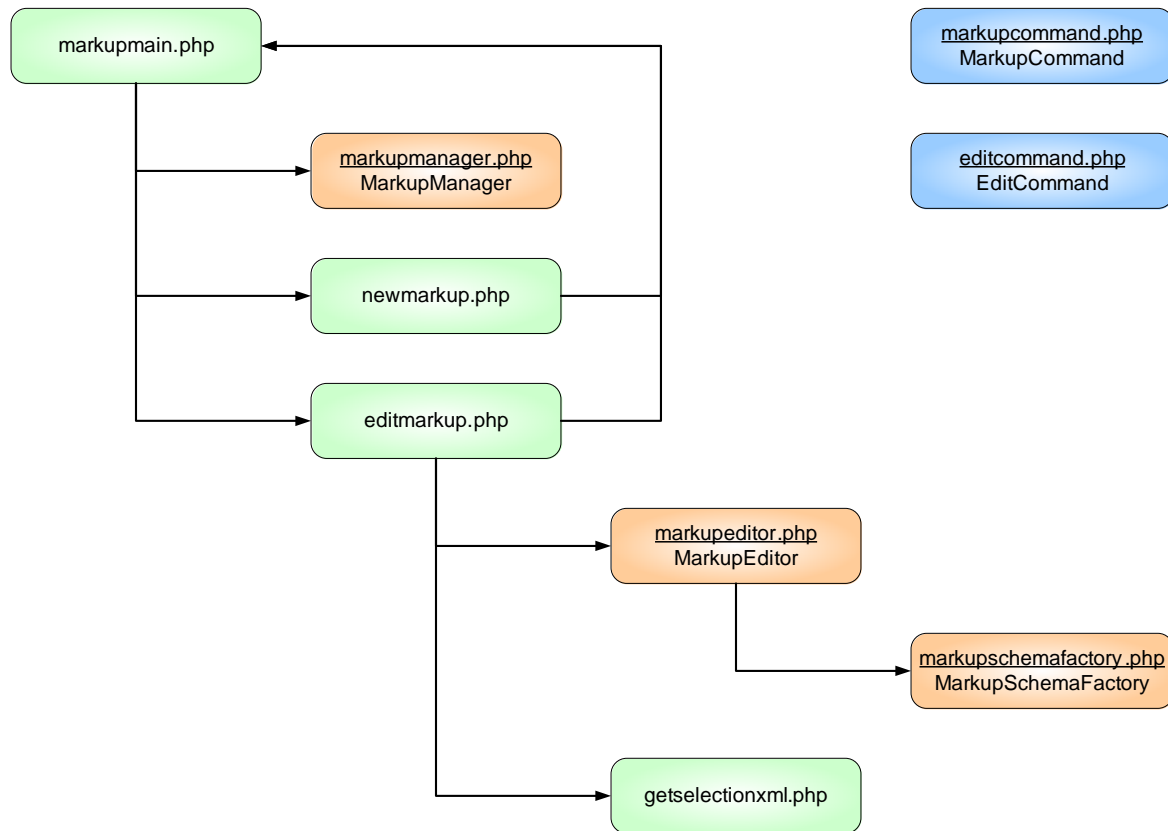 markupmain.php
markupcommand.php
MarkupCommand
markupmanager.php
MarkupManager
editcommand.php
EditCommand
newmarkup.php
editmarkup.php
markupeditor.php
MarkupEditor
markupschemafactory.php
MarkupSchemaFactory
getselectionxml.php